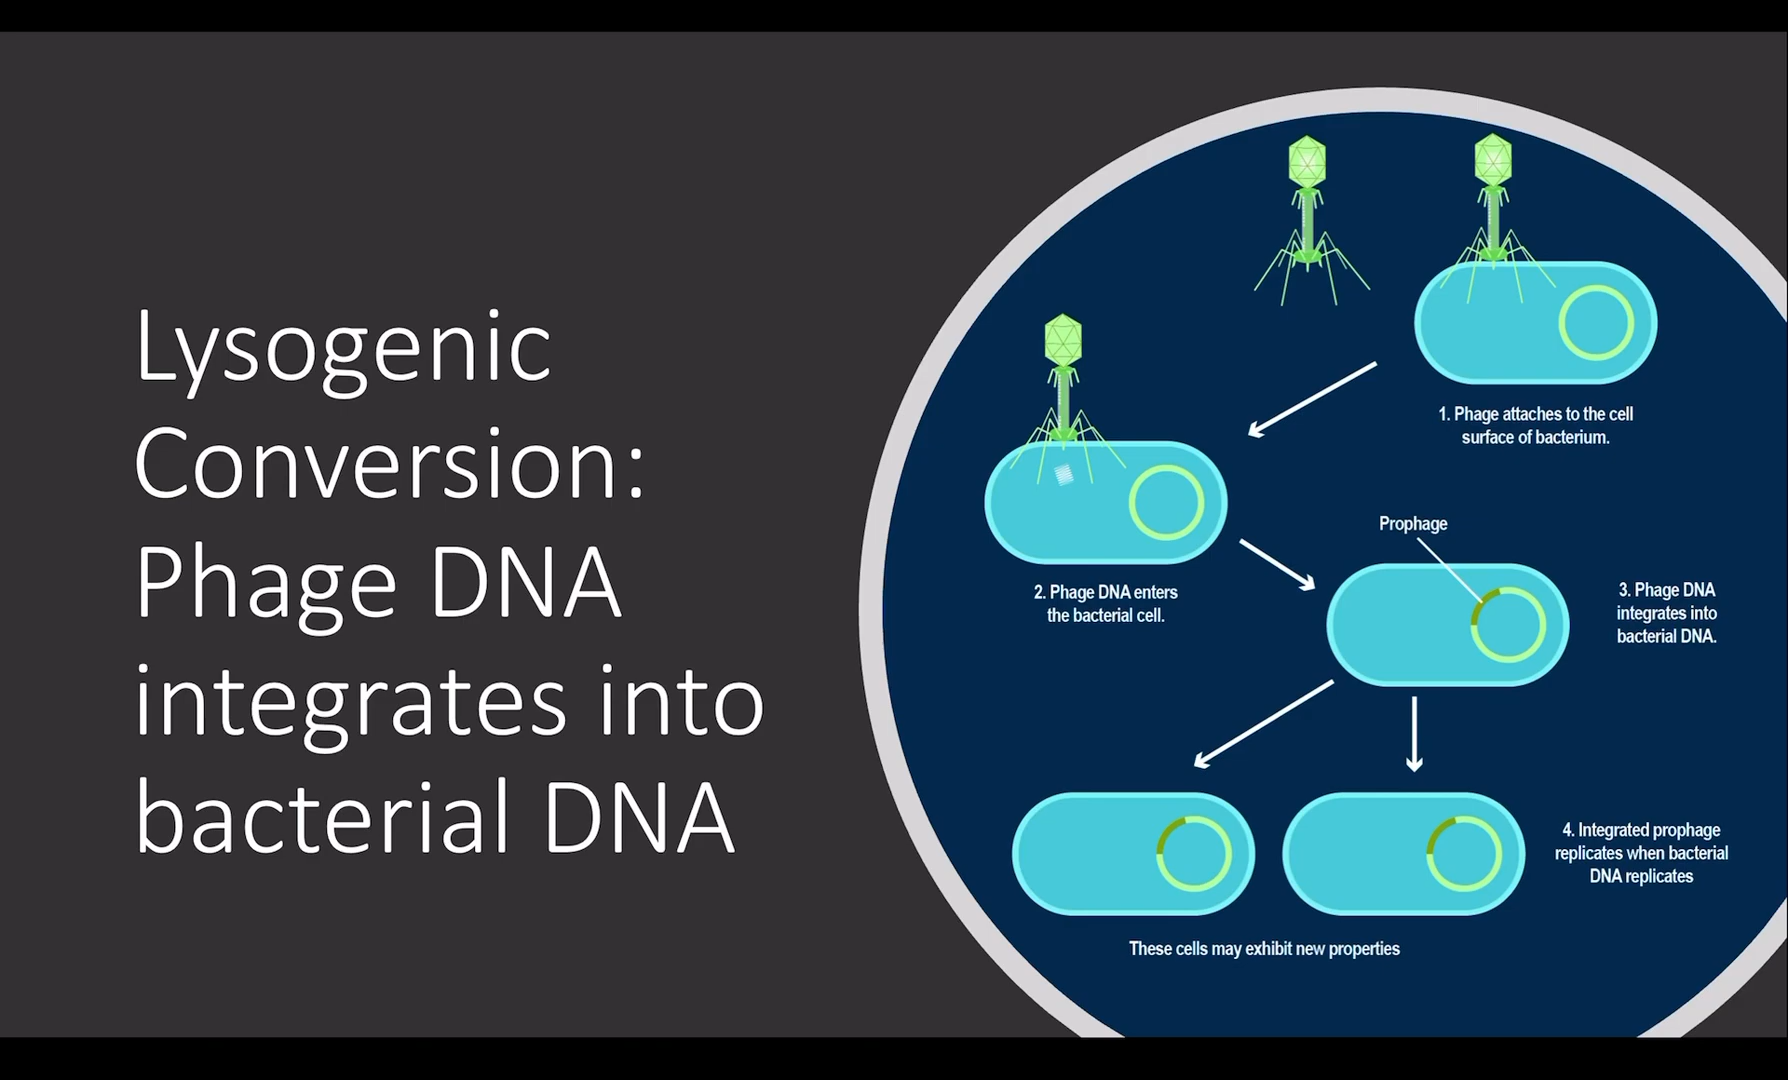 Lysogenic
Conversion:
Phage DNA
integrates into
bacterial DNA
1. Phage attaches to the cell
surface of bacterium.
2. Phage DNA enters
the bacterial cell.
Prophage
3. Phage DNA
integrates into
bacterial DNA.
4. Integrated prophage
replicates when bacterial
DNA replicates
These cells may exhibit new properties